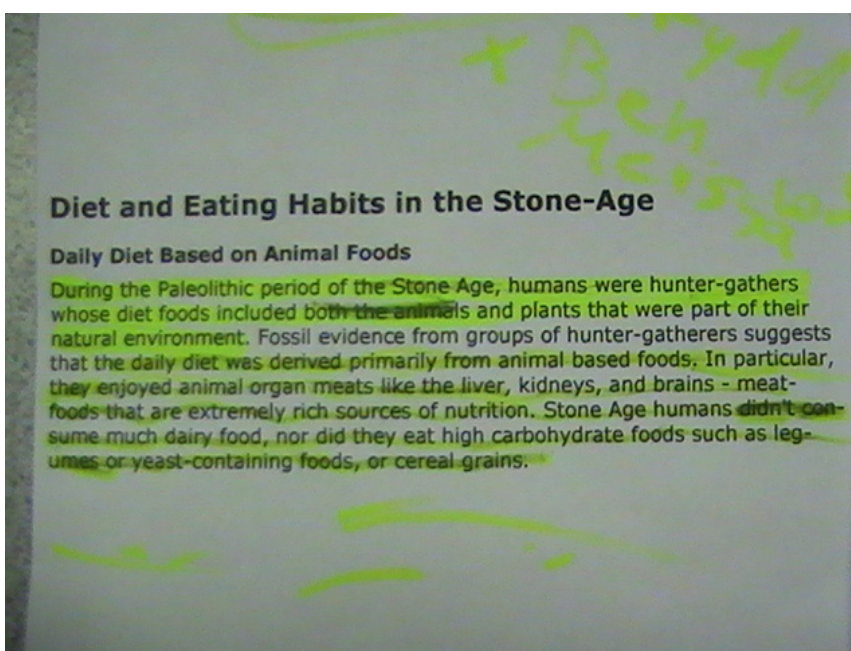 + Ben
Diet and Eating Habits in the Stone-Age
Daily Diet Based on Animal Foods
During the Paleolithic period of the Stone Age, humans were hunter-gathers
whose diet foods included both the animals and plants that were part of their
natural environment. Fossil evidence from groups of hunter-gatherers suggests
that the daily diet was derived primarily from animal based foods. In particular,
they enjoyed animal organ meats like the liver, kidneys, and brains - meat-
foods that are extremely rich sources of nutrition. Stone Age humans didn't con-
sume much dairy food, nor did they eat high carbohydrate foods such as leg-
umes or yeast-containing foods, or cereal grains.